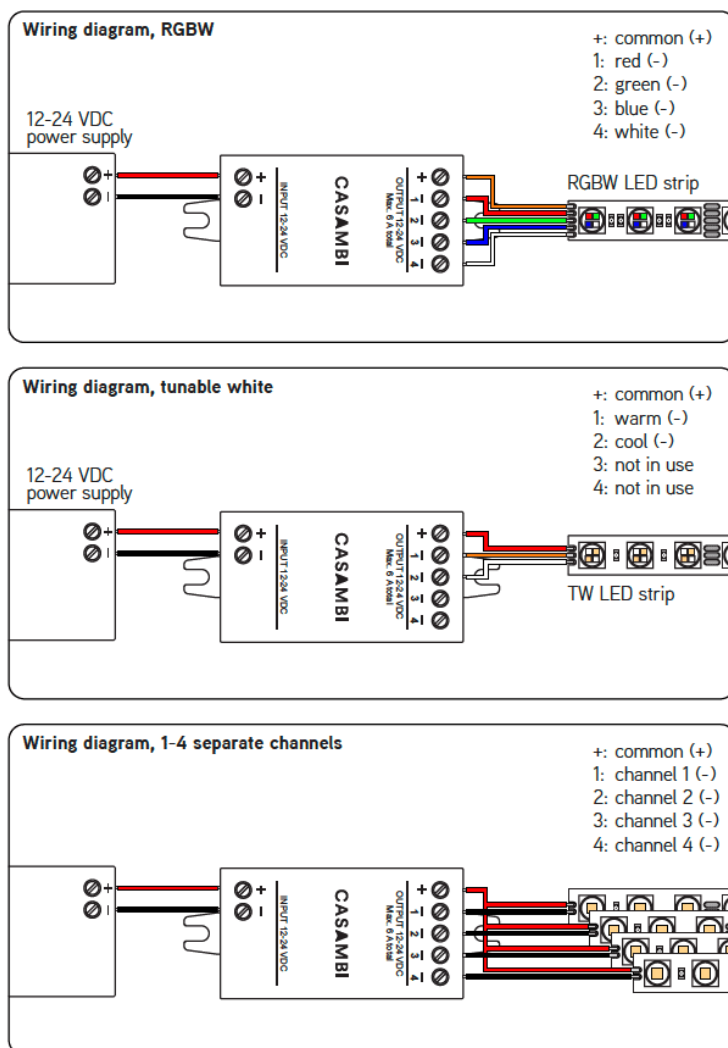 Wiring diagram, RGBW
+: common (+)
1: red (-)
2: green (-)
3: blue (-)
4: white (-)
12-24 VDC
power supply
+
-
+
-
INPUT 12-24 VDC
CASAMBI
OUTPUT 12-24 VDC
Max. 6 A total
+
1 -
2 -
3 -
4 -
RGBW LED strip
Wiring diagram, tunable white
+: common (+)
1: warm (-)
2: cool (-)
3: not in use
4: not in use
12-24 VDC
power supply
+
-
+
-
INPUT 12-24 VDC
CASAMBI
OUTPUT 12-24 VDC
Max. 6 A total
+
1 -
2 -
3 -
4 -
TW LED strip
Wiring diagram, 1-4 separate channels
+: common (+)
1: channel 1 (-)
2: channel 2 (-)
3: channel 3 (-)
4: channel 4 (-)
+
-
+
-
INPUT 12-24 VDC
CASAMBI
OUTPUT 12-24 VDC
Max. 6 A total
+
1 -
2 -
3 -
4 -